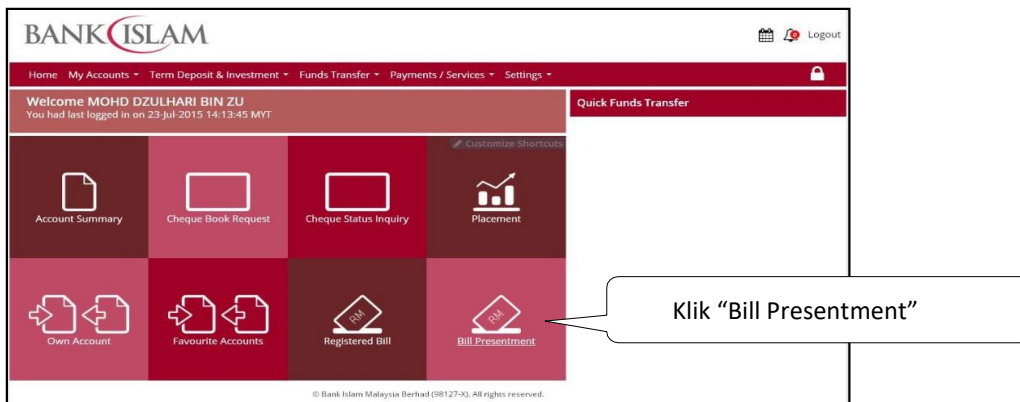 BANK ISLAM
Logout
Home My Accounts Term Deposit & Investment Funds Transfer Payments / Services Settings
Welcome MOHD DZULHARI BIN ZU
You had last logged in on 23-Jul-2015 14:13:45 MYT
Quick Funds Transfer
Customize Shortcuts
Account Summary
Cheque Book Request
Cheque Status Inquiry
Placement
RM
RM
Own Account
Favourite Accounts
Registered Bill
Bill Presentment
Klik “Bill Presentment”
© Bank Islam Malaysia Berhad (98127-X). All rights reserved.